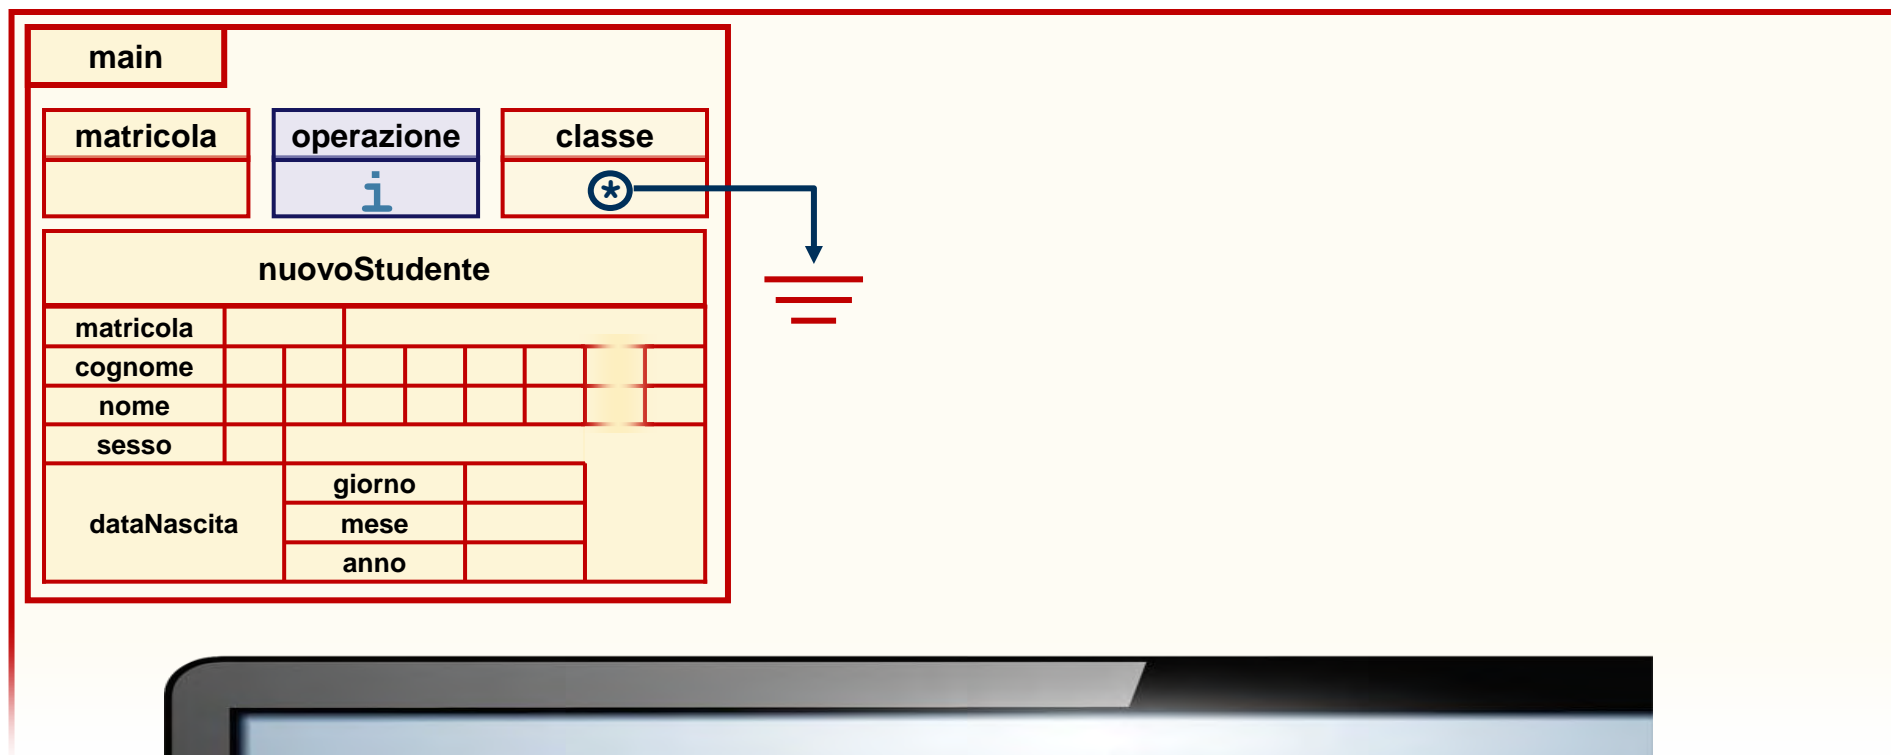 main
matricola operazione classe
i *
nuovoStudente
matricola
cognome
nome
sesso
giorno
dataNascita mese
anno